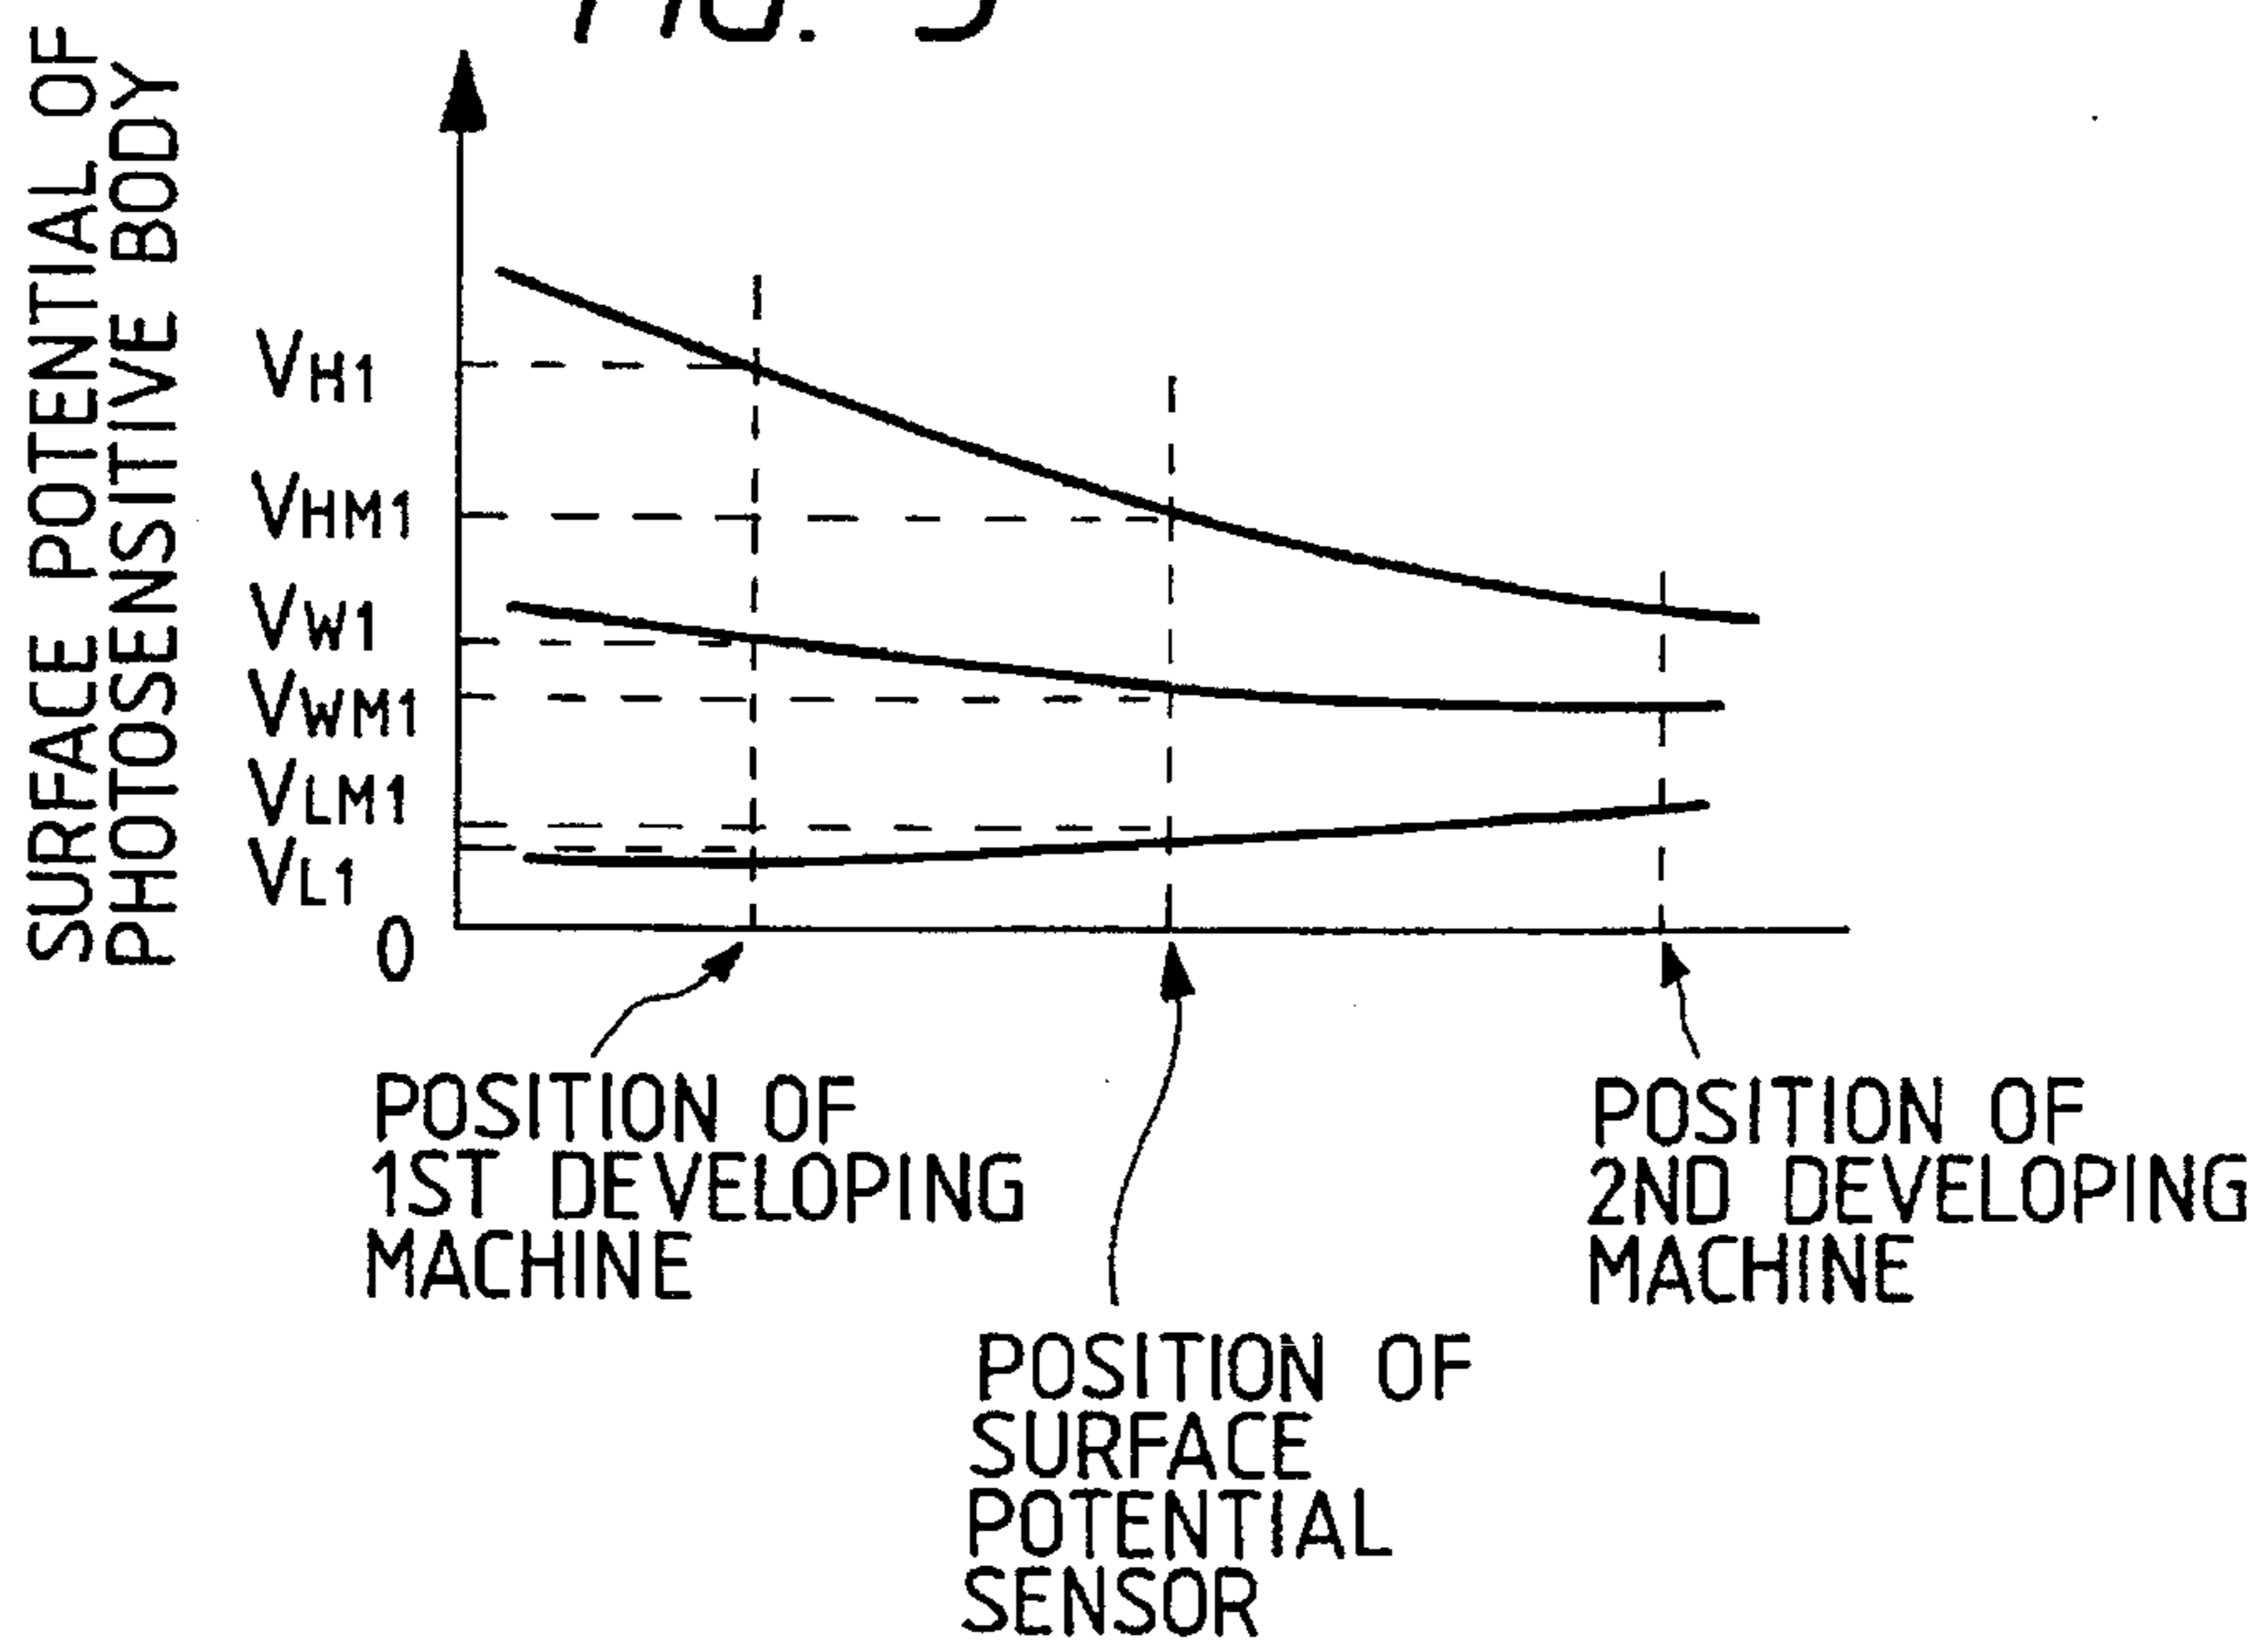 SURFACE POTENTIAL OF
PHOTOSENSITIVE BODY
VH1
VHM1
VW1
VWM1
VLM1
VL1
0
POSITION OF
1ST DEVELOPING
MACHINE
POSITION OF
SURFACE
POTENTIAL
SENSOR
POSITION OF
2ND DEVELOPING
MACHINE